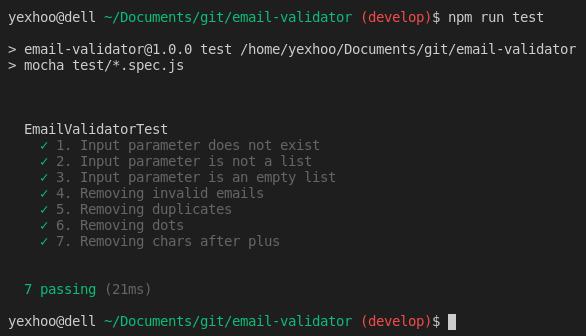 yexhoo@dell ~/Documents/git/email-validator (develop)$ npm run test
> email-validator@1.0.0 test /home/yexhoo/Documents/git/email-validator
> mocha test/*.spec.js
EmailValidatorTest
✓ 1. Input parameter does not exist
✓ 2. Input parameter is not a list
✓ 3. Input parameter is an empty list
✓ 4. Removing invalid emails
✓ 5. Removing duplicates
✓ 6. Removing dots
✓ 7. Removing chars after plus
7 passing (21ms)
yexhoo@dell ~/Documents/git/email-validator (develop)$